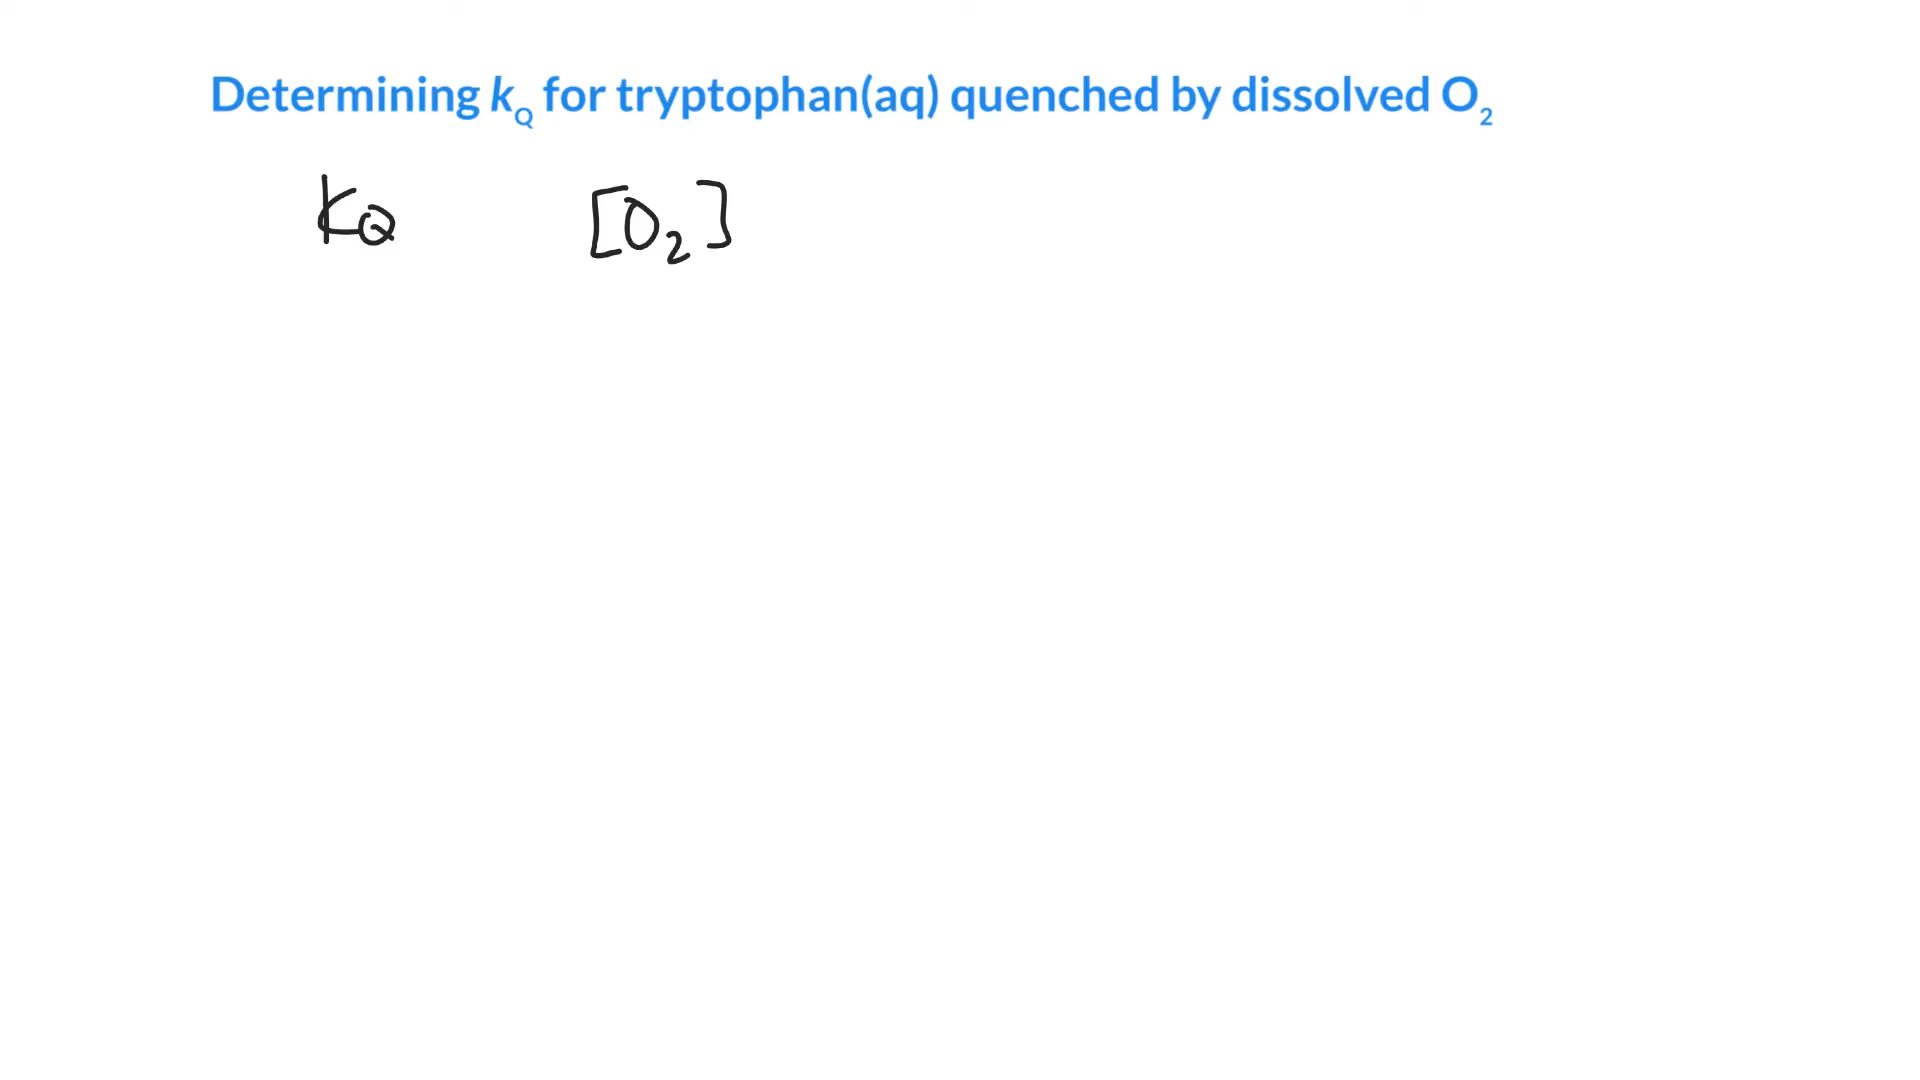 Determining kQ for tryptophan(aq) quenched by dissolved O2
kQ [O2]